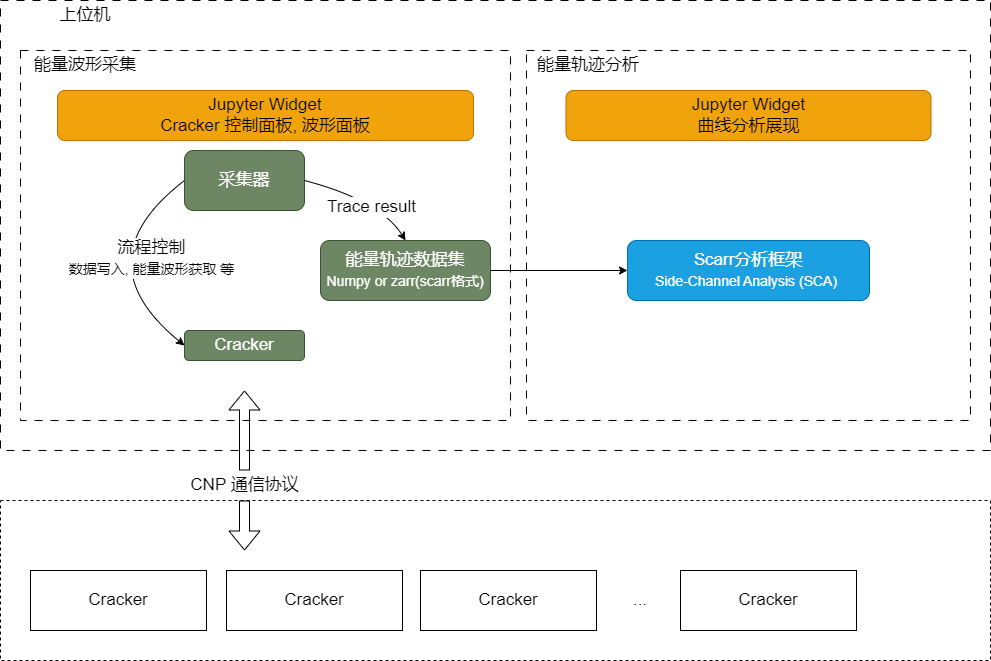 上位机
能量波形采集
能量轨迹分析
Jupyter Widget
Cracker 控制面板, 波形面板
Jupyter Widget
曲线分析展现
采集器
Trace result
流程控制
数据写入, 能量波形获取 等
能量轨迹数据集
Numpy or zarr(scarr格式)
Scarr分析框架
Side-Channel Analysis (SCA)
Cracker
CNP 通信协议
Cracker
Cracker
Cracker
...
Cracker